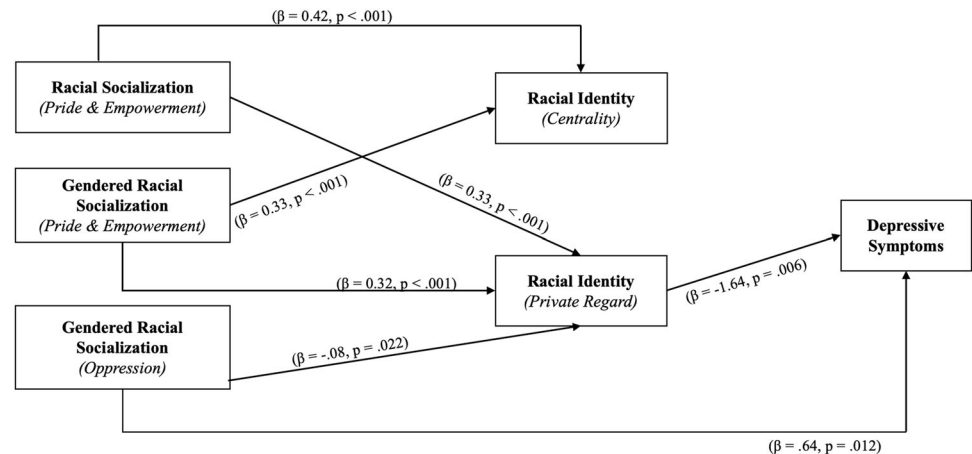 (β = 0.42, p < .001)
Racial Socialization
(Pride & Empowerment)
Racial Identity
(Centrality)
Gendered Racial
Socialization
(Pride & Empowerment)
(β = 0.33, p < .001)
(β = 0.33, p < .001)
Depressive
Symptoms
(β = 0.32, p < .001)
Racial Identity
(Private Regard)
(β = -1.64, p = .006)
Gendered Racial
Socialization
(Oppression)
(β = -.08, p = .022)
(β = .64, p = .012)